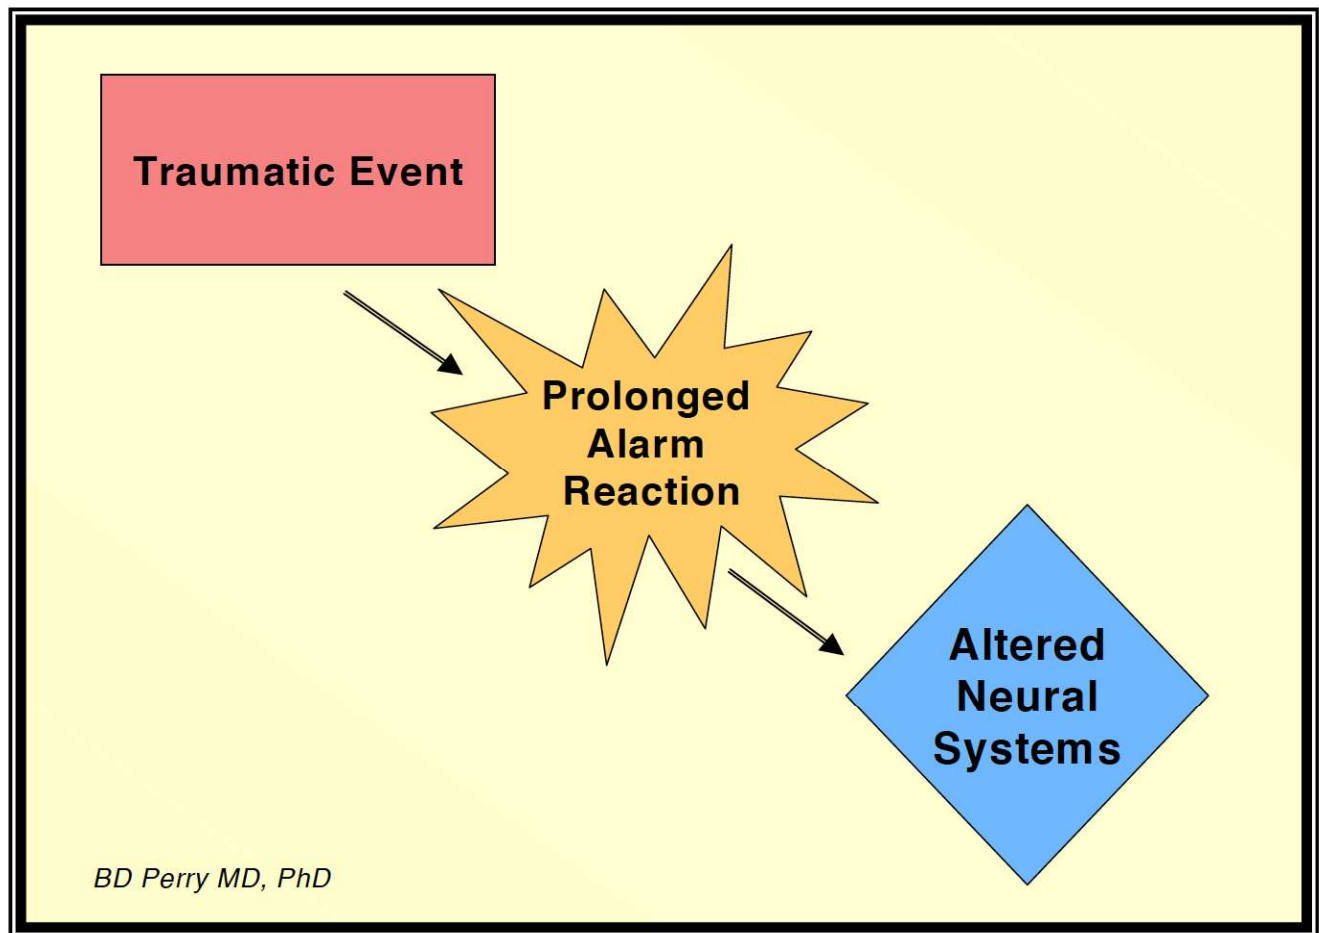 Traumatic Event
Prolonged
Alarm
Reaction
Altered
Neural
Systems
BD Perry MD, PhD